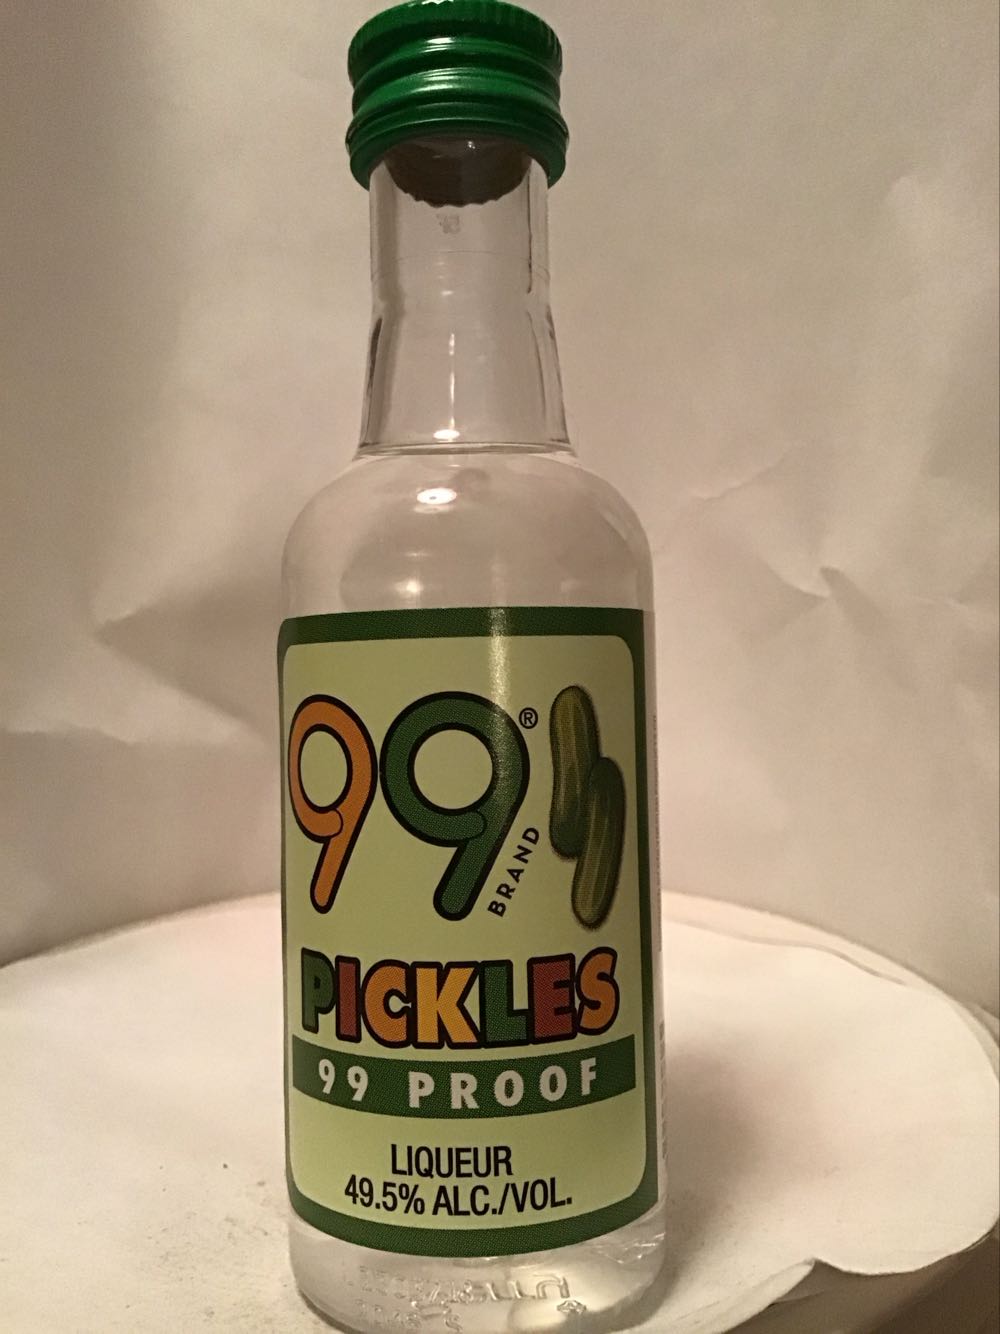 99®
BRAND
PICKLES
99 PROOF
LIQUEUR
49.5% ALC./VOL.